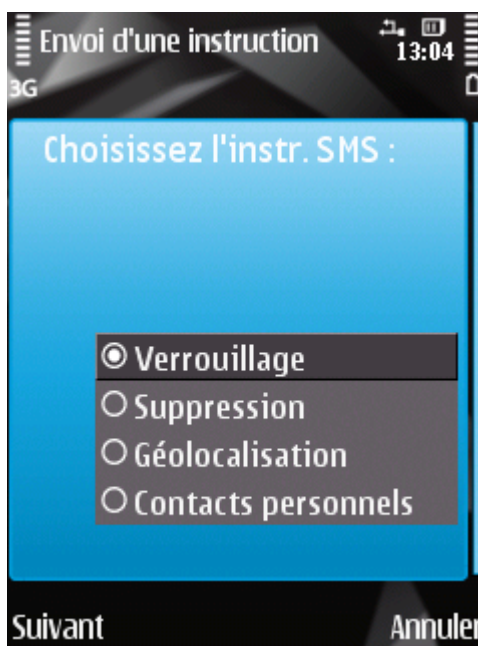 Envoi d'une instruction
13:04
3G
Choisissez l'instr. SMS :
Verrouillage
Suppression
Géolocalisation
Contacts personnels
Suivant
Annuler